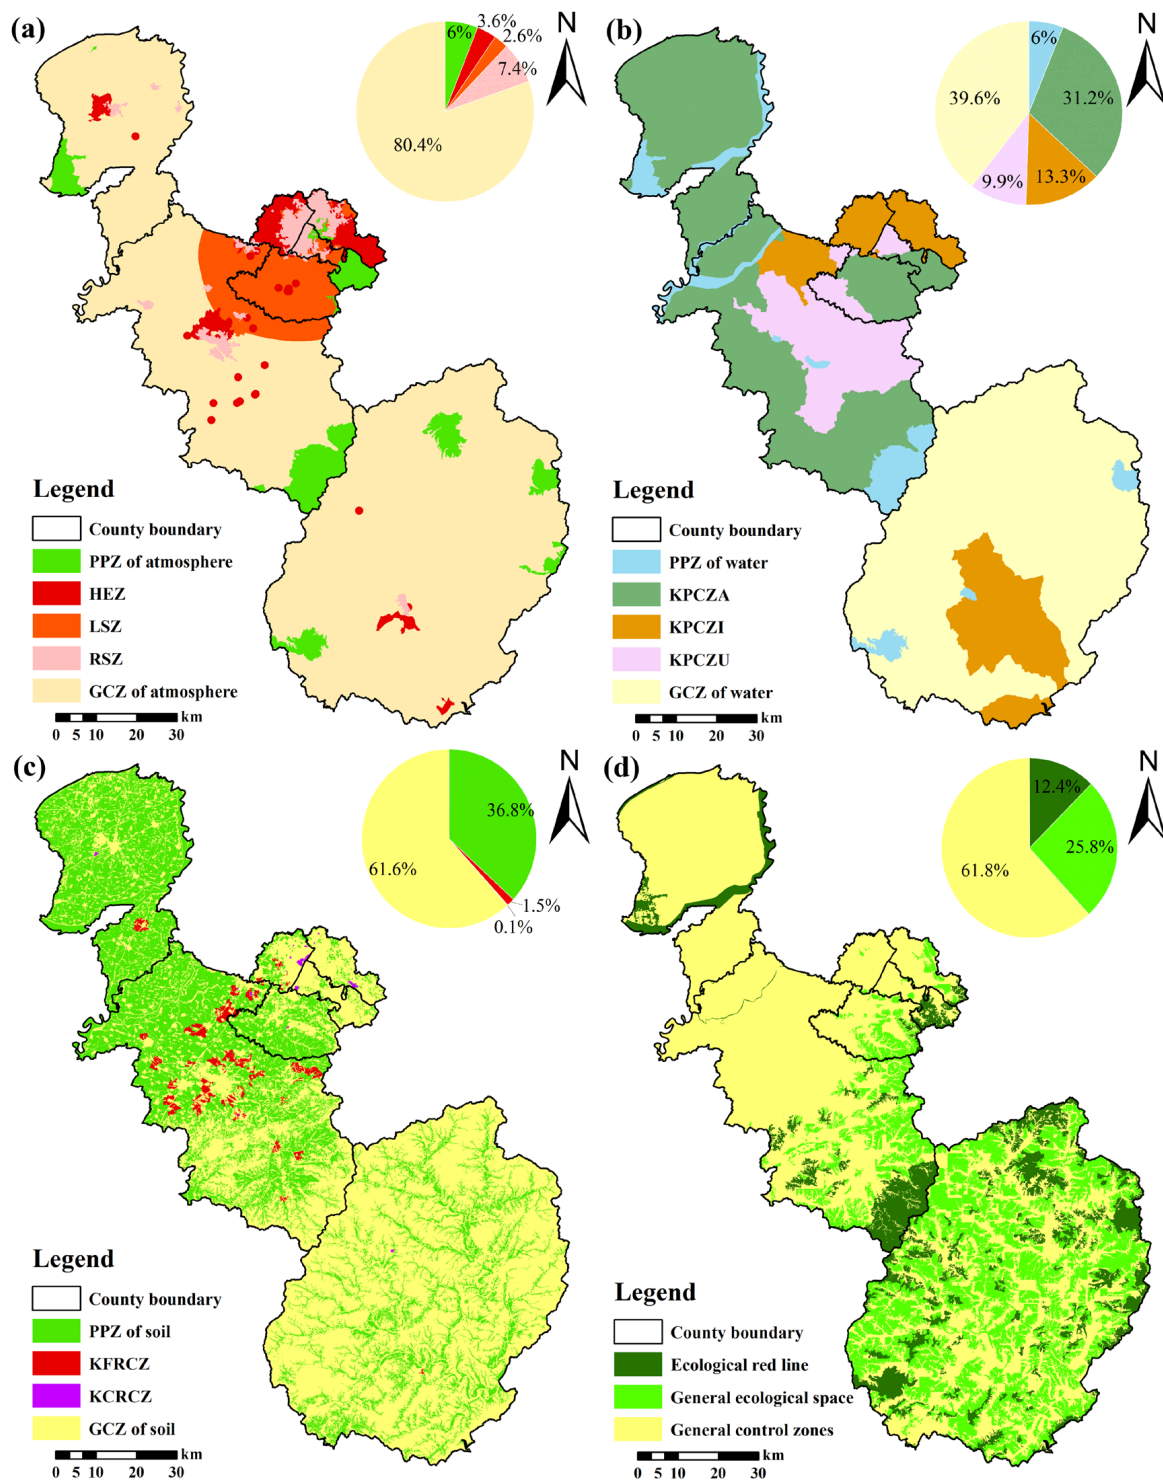 (a)
N
6%
3.6%
2.6%
7.4%
80.4%
Legend
County boundary
PPZ of atmosphere
HEZ
LSZ
RSZ
GCZ of atmosphere
km
0 5 10 20 30
(b)
N
6%
31.2%
39.6%
13.3%
9.9%
Legend
County boundary
PPZ of water
KPCZA
KPCZI
KPCZU
GCZ of water
km
0 5 10 20 30
(c)
N
36.8%
61.6%
1.5%
0.1%
Legend
County boundary
PPZ of soil
KFRCZ
KCRCZ
GCZ of soil
km
0 5 10 20 30
(d)
N
12.4%
25.8%
61.8%
Legend
County boundary
Ecological red line
General ecological space
General control zones
km
0 5 10 20 30